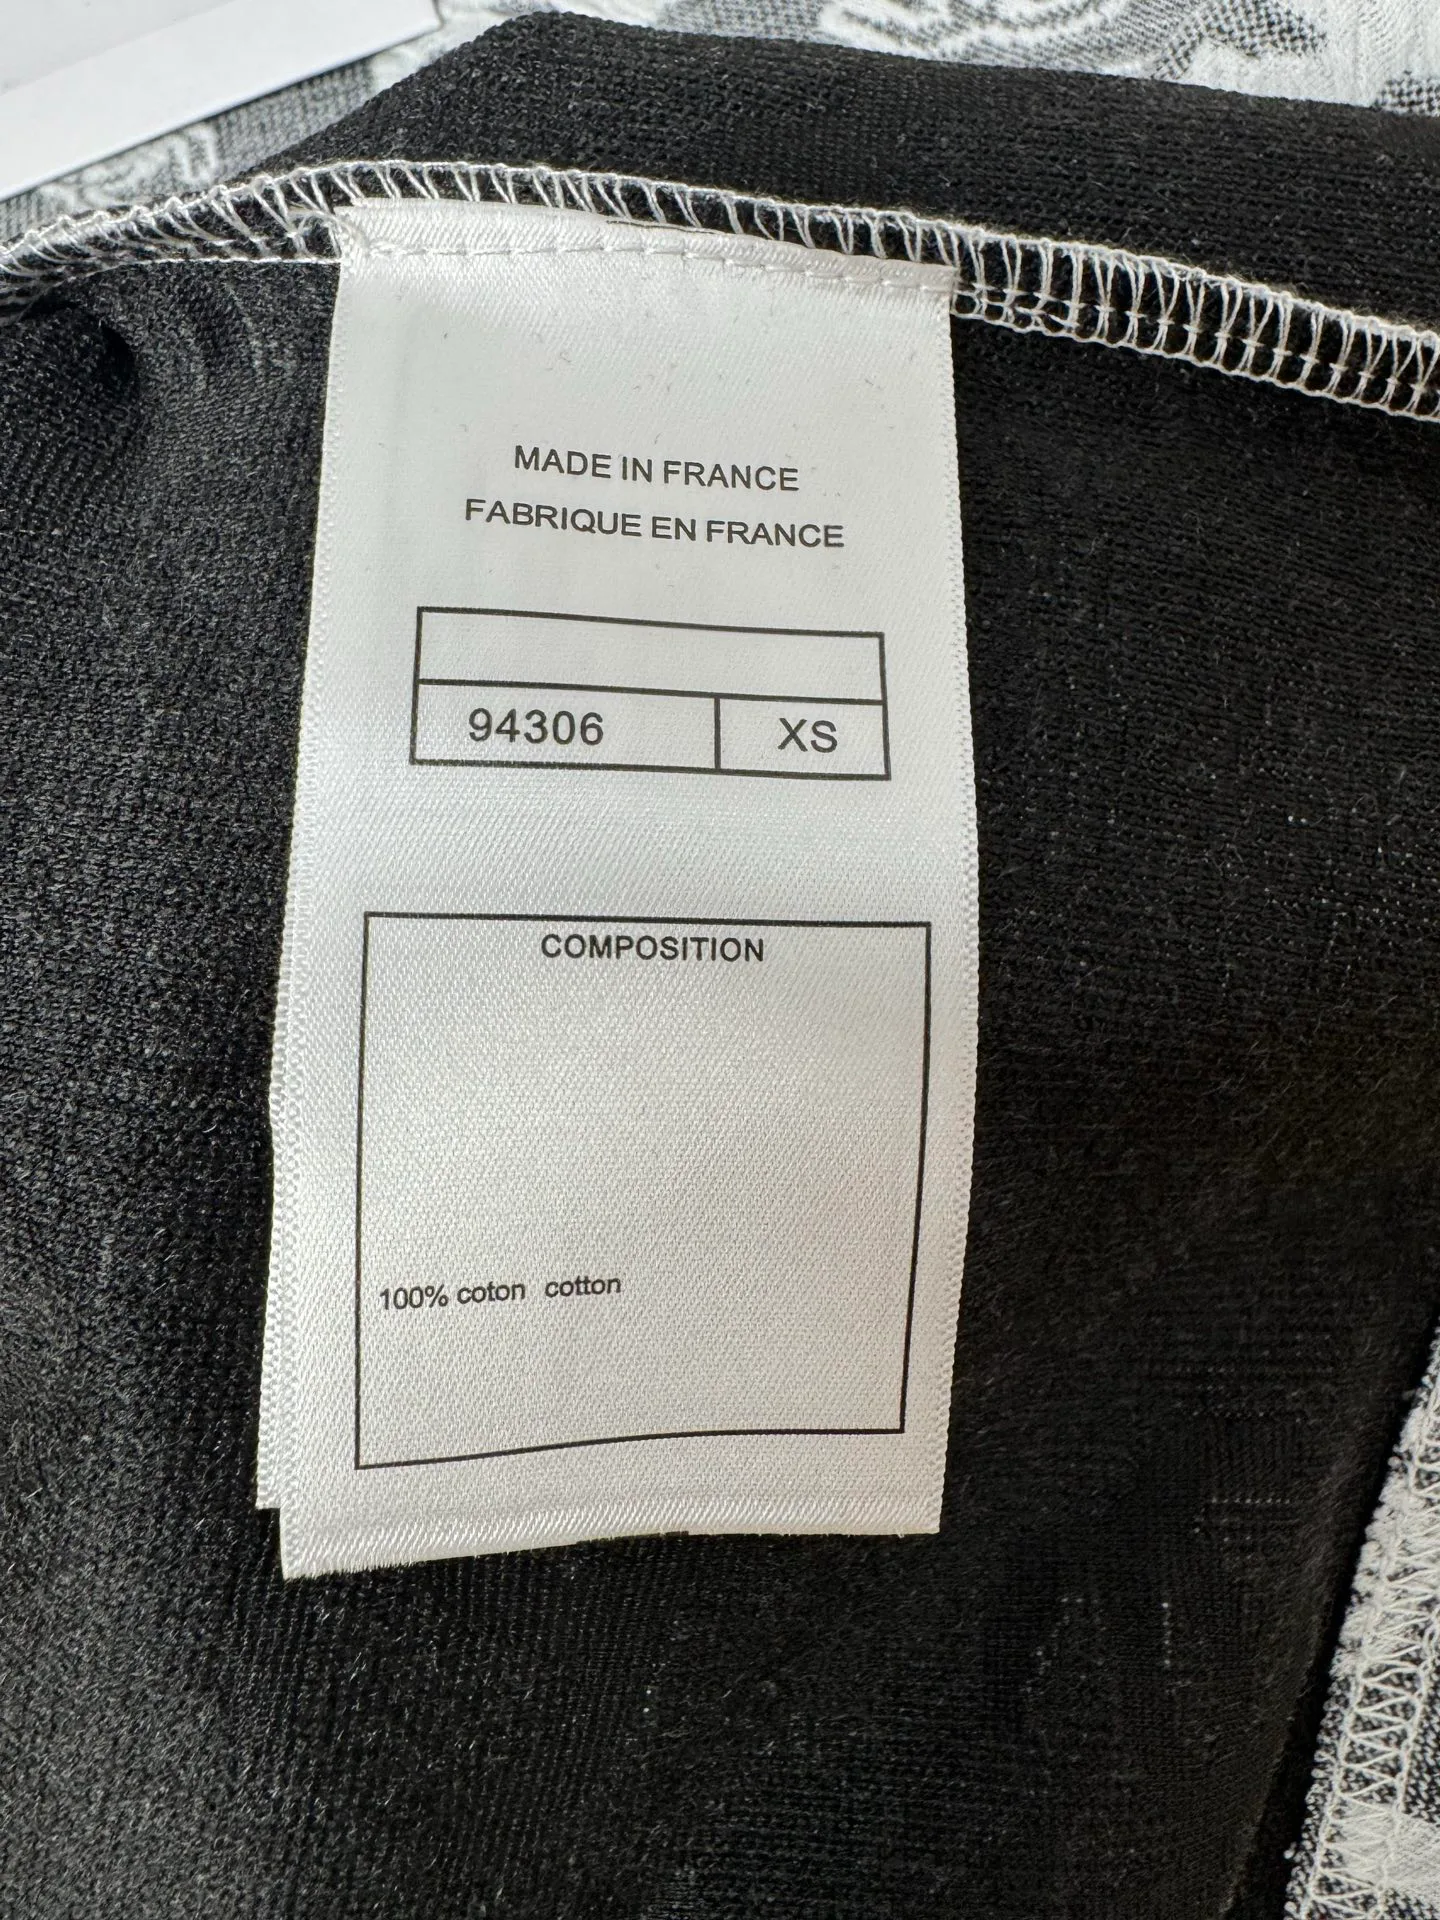 MADE IN FRANCE
FABRIQUE EN FRANCE
94306 XS
COMPOSITION
100% coton cotton